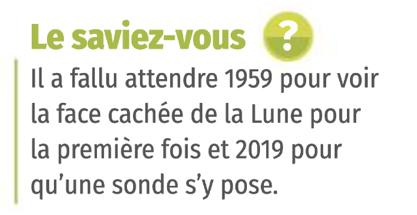 Le saviez-vous ?
Il a fallu attendre 1959 pour voir
la face cachée de la Lune pour
la première fois et 2019 pour
qu'une sonde s'y pose.